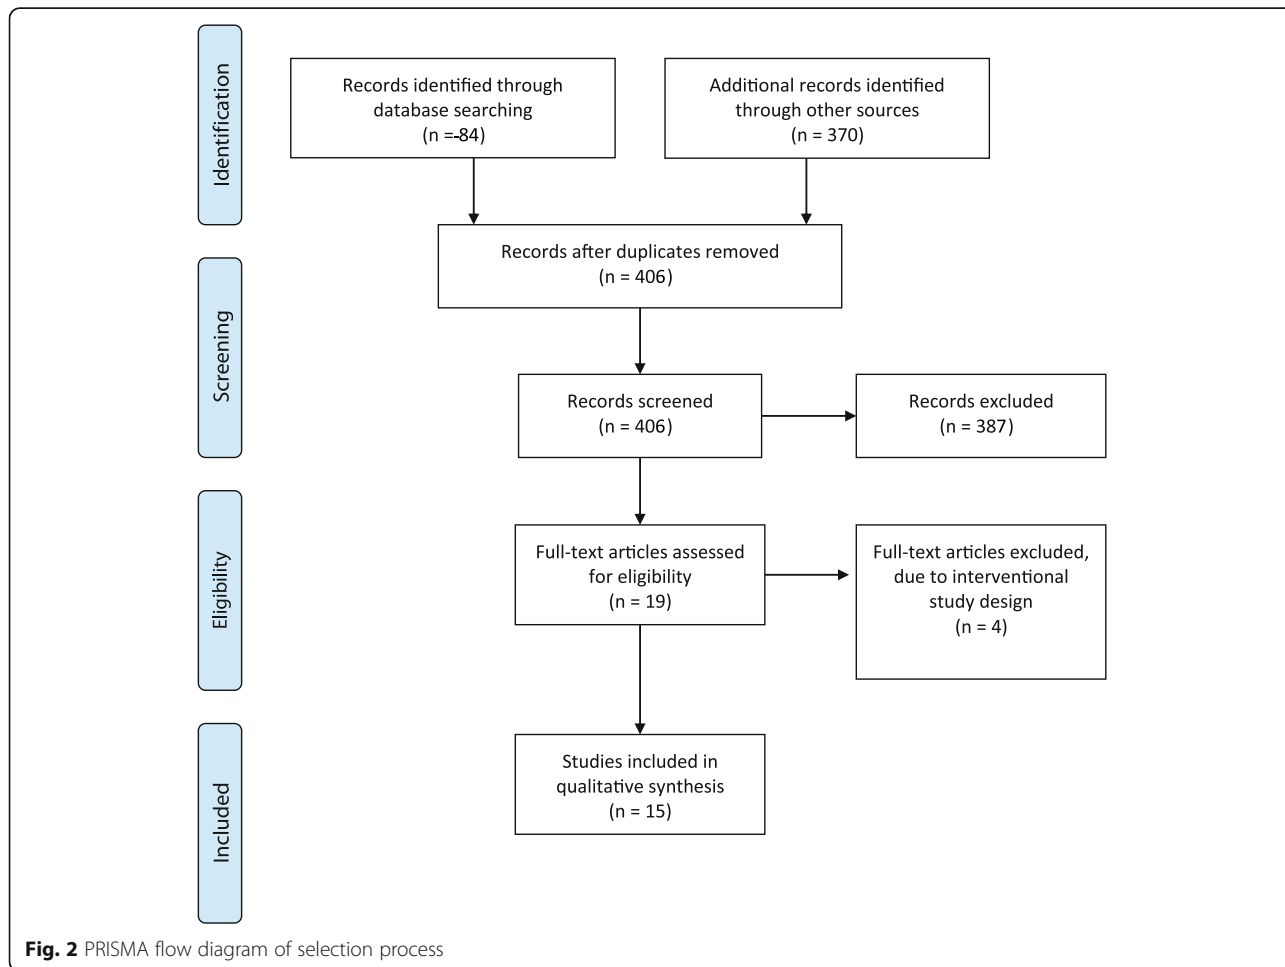 Identification
Records identified through
database searching
(n =-84)
Additional records identified
through other sources
(n = 370)
Records after duplicates removed
(n = 406)
Screening
Records screened
(n = 406)
Records excluded
(n = 387)
Eligibility
Full-text articles assessed
for eligibility
(n = 19)
Full-text articles excluded,
due to interventional
study design
(n = 4)
Included
Studies included in
qualitative synthesis
(n = 15)
Fig. 2 PRISMA flow diagram of selection process